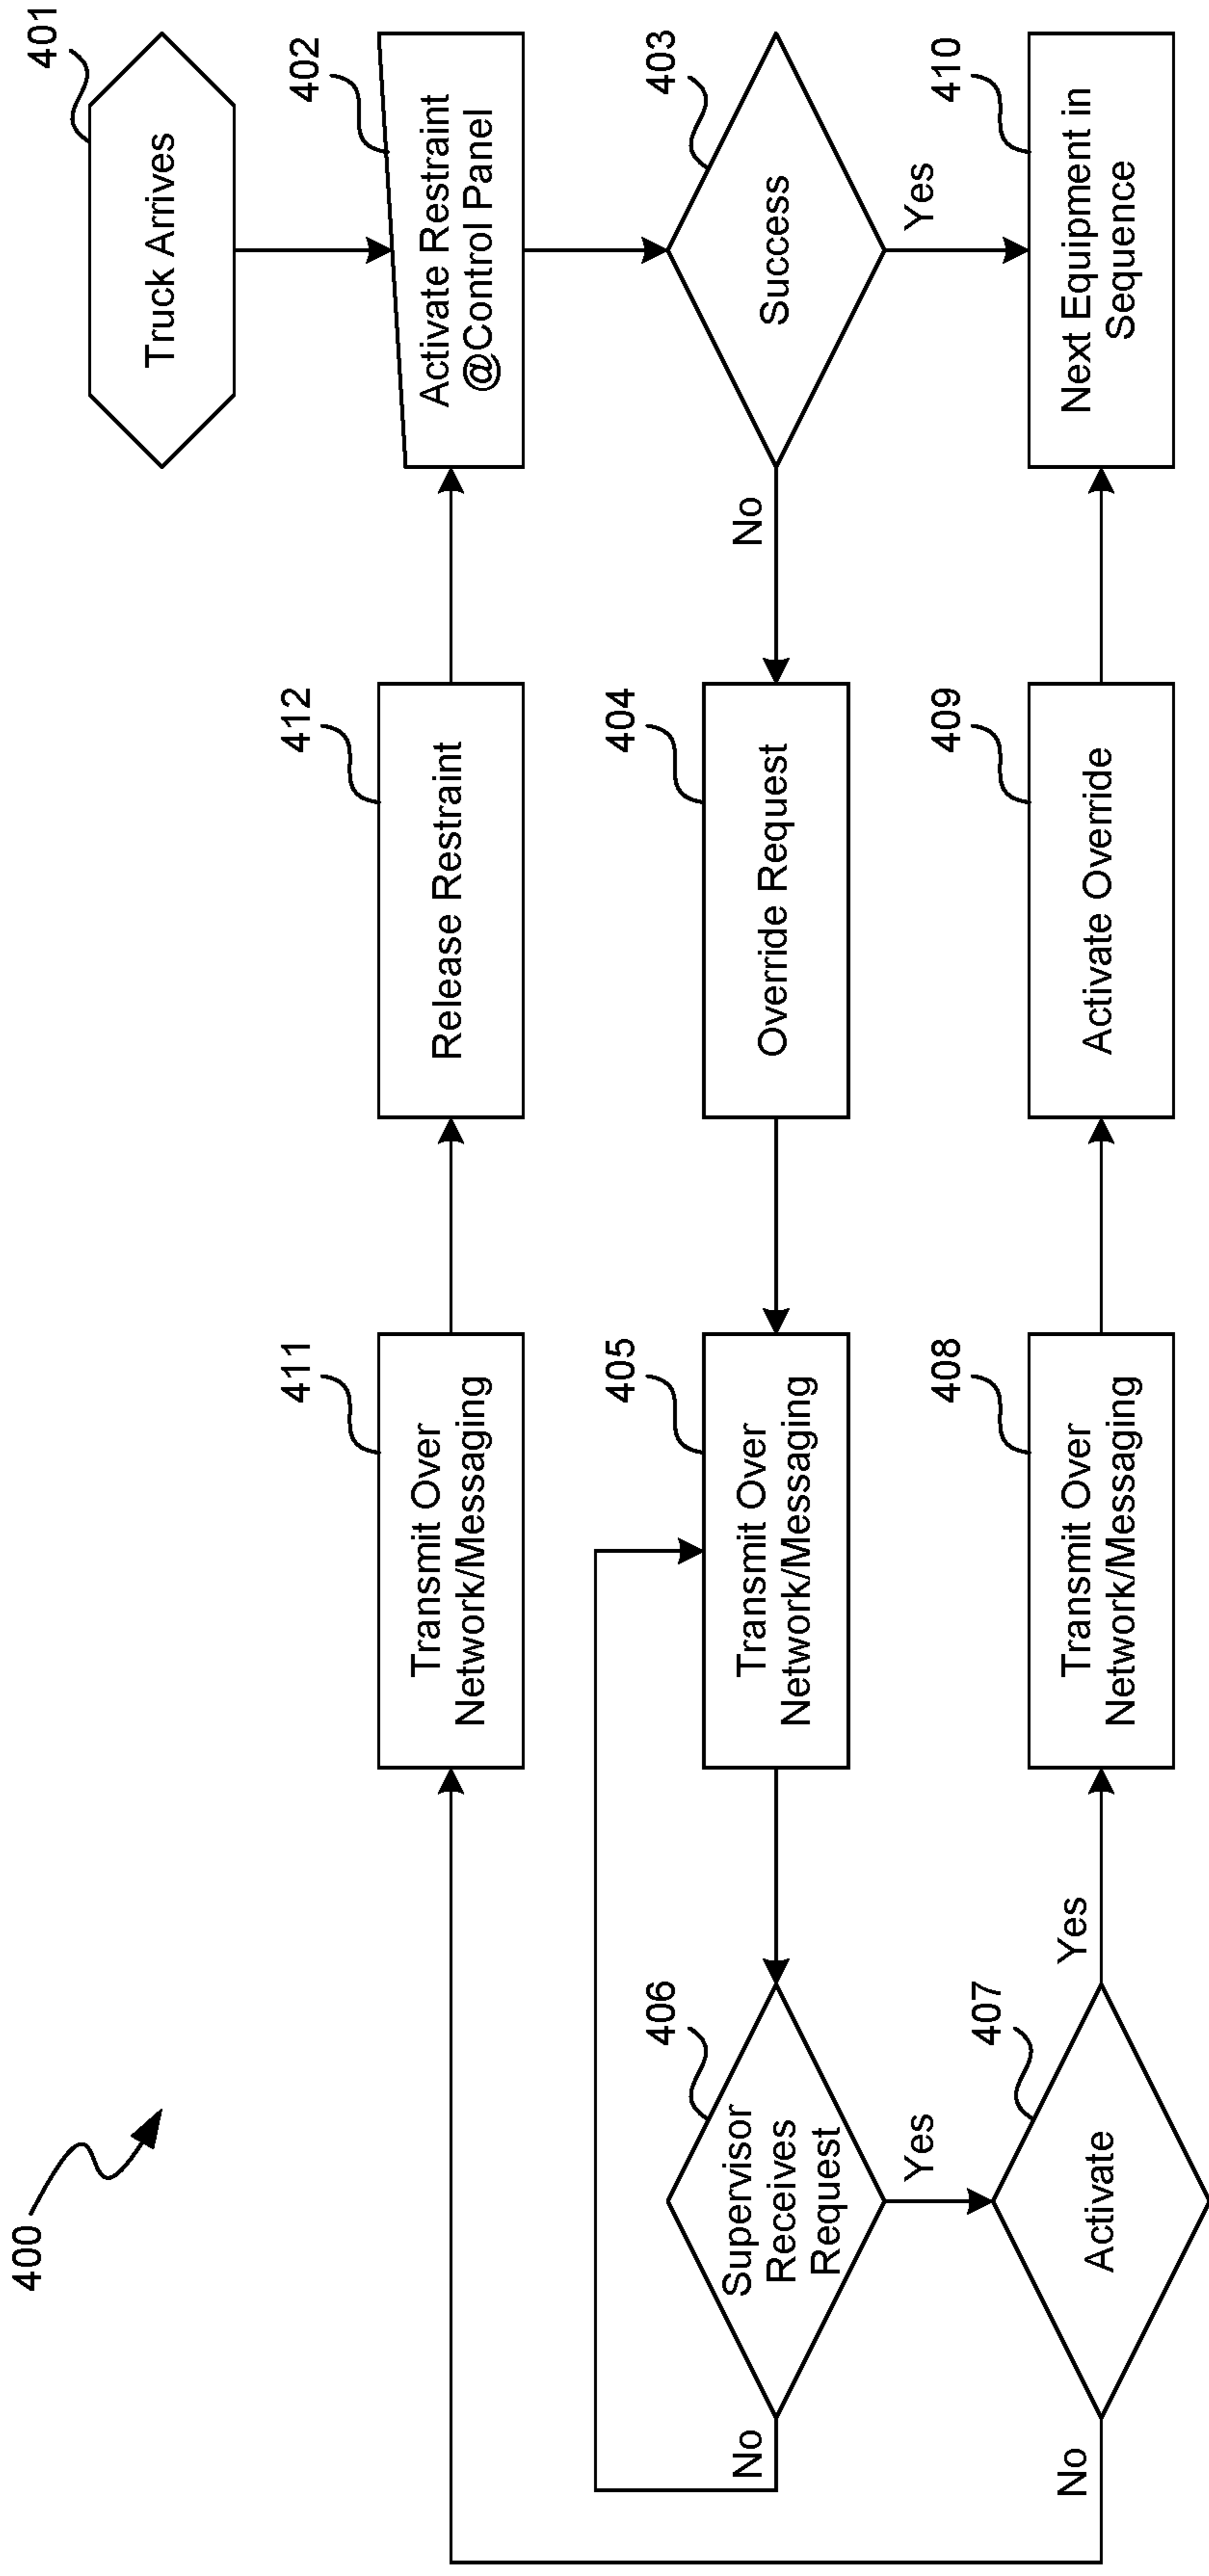 400
401
Truck Arrives
411
Transmit Over
Network/Messaging
412
Release Restraint
402
Activate Restraint
@Control Panel
406
Supervisor
Receives
Request
No
Yes
405
Transmit Over
Network/Messaging
404
Override Request
No
403
Success
Yes
407
Activate
No
Yes
408
Transmit Over
Network/Messaging
409
Activate Override
410
Next Equipment in
Sequence